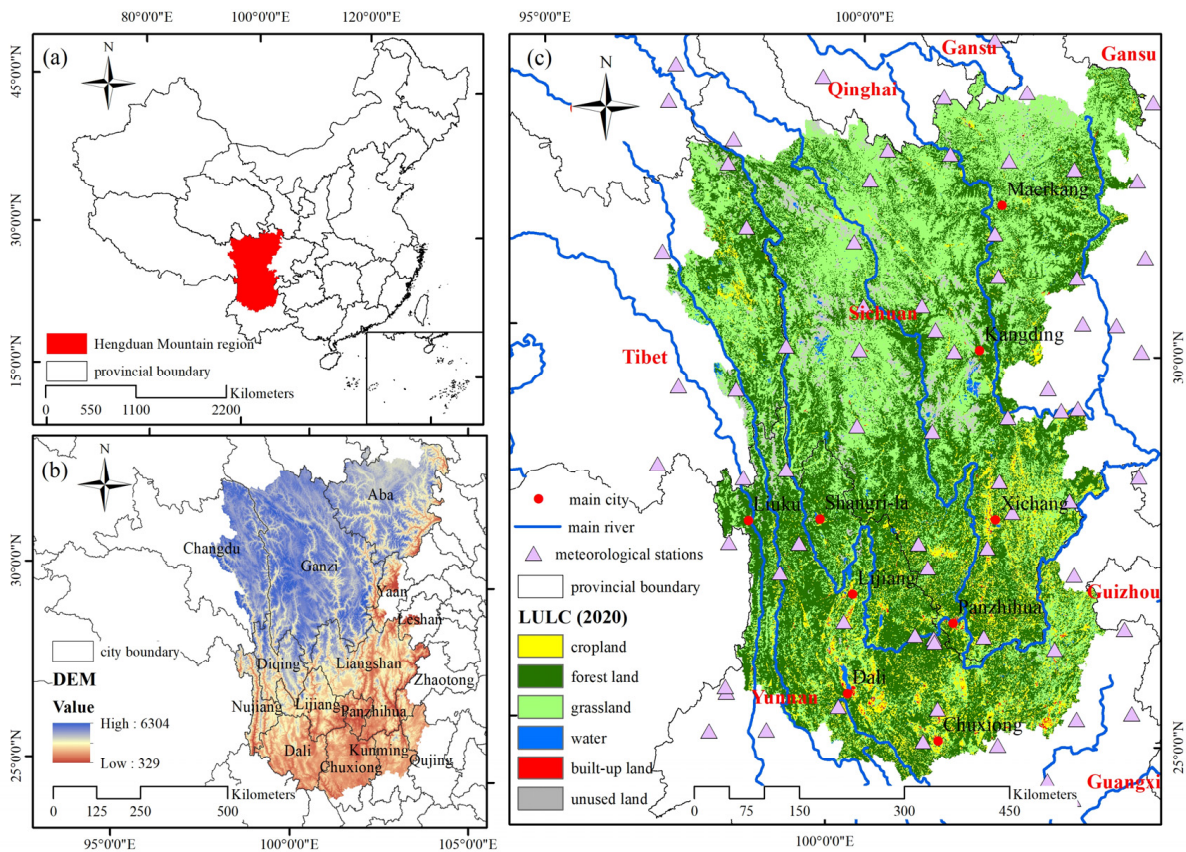 80°0'0"E 100°0'0"E 120°0'0"E
(a)
N
45°0'0"N
30°0'0"N
15°0'0"N
Hengduan Mountain region
provincial boundary
Kilometers
0 550 1100 2200
(b)
N
Aba
Changdu
Ganzi
Yaan
Leshan
Diqing
Liangshan
Zhaotong
Nujiang
Lijiang
Panzhihua
Dali
Kunming
Chuxiong
Qujing
30°0'0"N
25°0'0"N
city boundary
DEM
Value
High : 6304
Low : 329
Kilometers
0 125 250 500
95°0'0"E 100°0'0"E 105°0'0"E
95°0'0"E 100°0'0"E
(c)
N
Gansu
Gansu
Qinghai
Maerkang
Sichuan
Kangding
Tibet
30°0'0"N
Liuku
Shangri-la
Xichang
Lijiang
Panzhihua
Guizhou
Dali
Yunnan
Chuxiong
25°0'0"N
Guangxi
main city
main river
meteorological stations
provincial boundary
LULC (2020)
cropland
forest land
grassland
water
built-up land
unused land
Kilometers
0 75 150 300 450
100°0'0"E